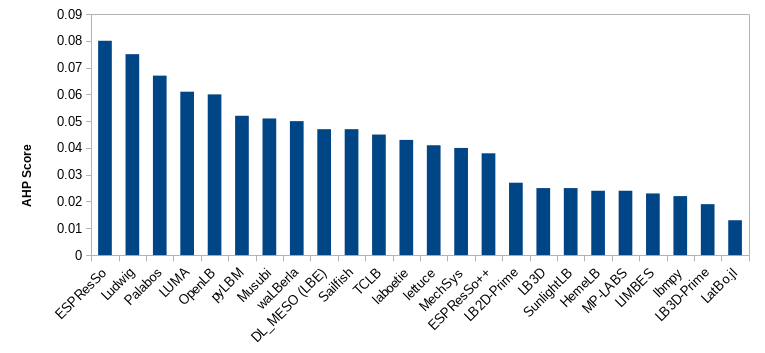 0.09
0.08
0.07
0.06
0.05
0.04
0.03
0.02
0.01
0
AHP Score
ESPResSo
Ludwig
Palabos
LUMA
OpenLB
pyLBM
Musubi
waLBerla
DL_MESO (LBE)
Sailfish
TCLB
laboetie
lettuce
MechSys
ESPResSo++
LB2D-Prime
LB3D
SunlightLB
HemeLB
MP-LABS
LIMBES
lbmpy
LB3D-Prime
LatBo.jl